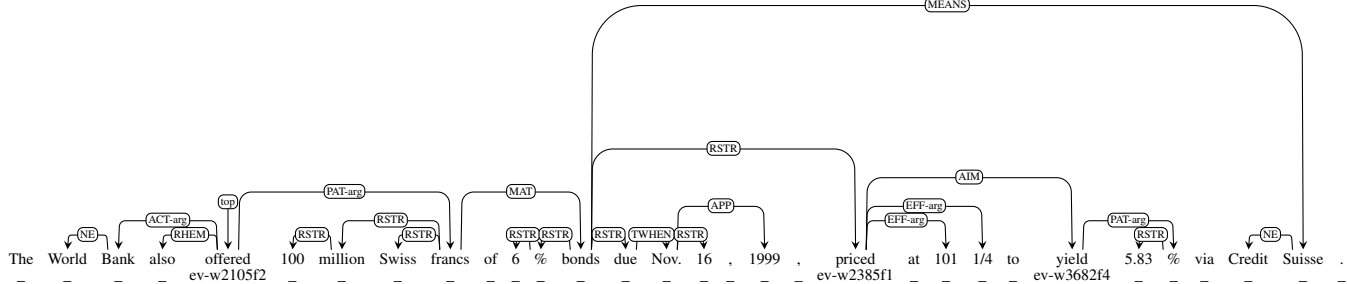 MEANS
RSTR
AIM
top PAT-arg MAT
ACT-arg RSTR APP EFF-arg PAT-arg
EFF-arg
NE RHEM RSTR RSTR RSTR RSTR RSTR TWHEN RSTR RSTR NE
The World Bank also offered 100 million Swiss francs of 6 % bonds due Nov. 16 , 1999 , priced at 101 1/4 to yield 5.83 % via Credit Suisse .
_ _ _ _ ev-w2105f2 _ _ _ _ _ _ _ _ _ _ _ _ _ _ ev-w2385f1 _ _ _ _ ev-w3682f4 _ _ _ _ _ _